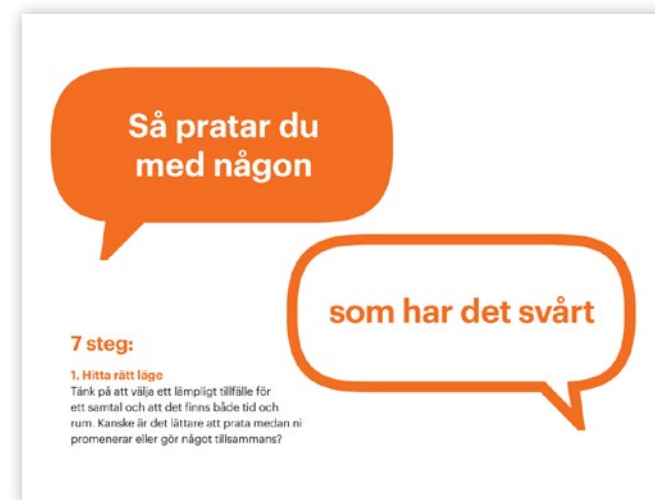 Så pratar du
med någon
som har det svårt
7 steg:
1. Hitta rätt läge
Tänk på att välja ett lämpligt tillfälle för
ett samtal och att det finns både tid och
rum. Kanske är det lättare att prata medan ni
promenerar eller gör något tillsammans?